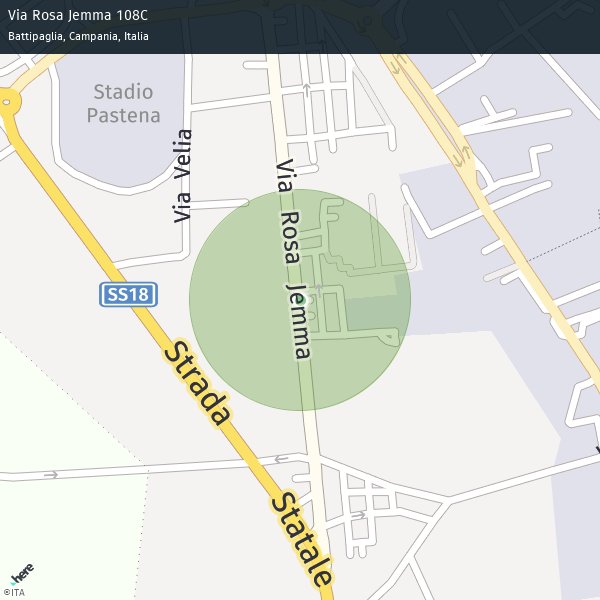 Via Rosa Jemma 108C
Battipaglia, Campania, Italia
Stadio
Pastena
Via Velia
Via Rosa Jemma
SS18
Strada Statale
here
©ITA